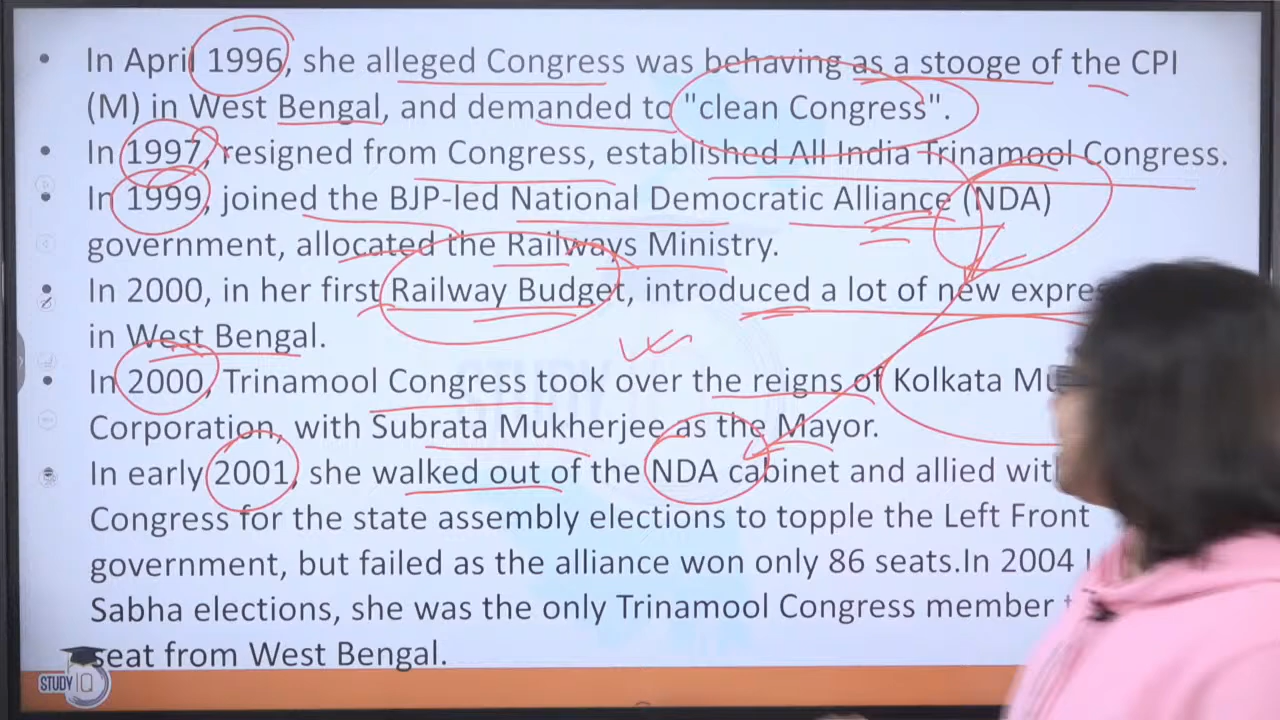 • In April 1996, she alleged Congress was behaving as a stooge of the CPI
(M) in West Bengal, and demanded to "clean Congress".
• In 1997, resigned from Congress, established All India Trinamool Congress.
• In 1999, joined the BJP-led National Democratic Alliance (NDA)
government, allocated the Railways Ministry.
• In 2000, in her first Railway Budget, introduced a lot of new
in West Bengal.
• In 2000, Trinamool Congress took over the reigns of Kolkata
Corporation, with Subrata Mukherjee as the Mayor.
• In early 2001, she walked out of the NDA cabinet and allied
Congress for the state assembly elections to topple the Left Front
government, but failed as the alliance won only 86 seats.In 2004
Sabha elections, she was the only Trinamool Congress member
seat from West Bengal.
STUDY IQ